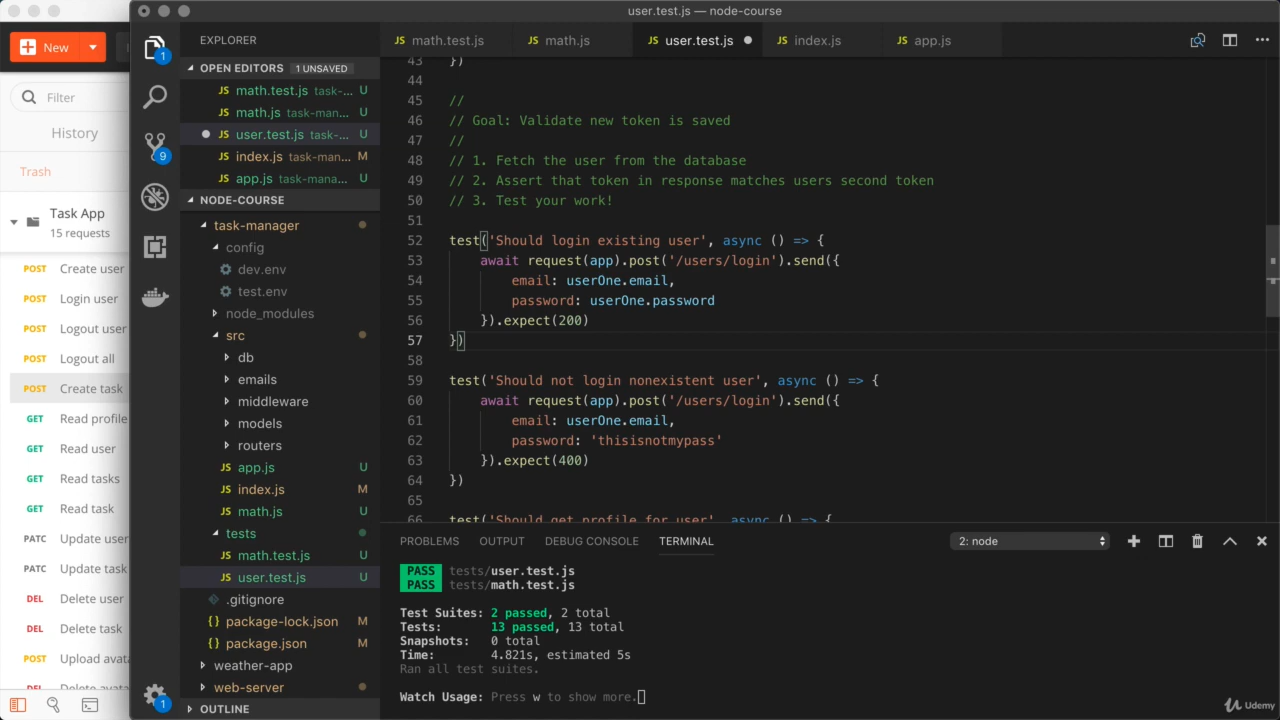 user.test.js — node-course
New
Filter
History
Trash
Task App
15 requests
POST Create user
POST Login user
POST Logout user
POST Logout all
POST Create task
GET Read profile
GET Read user
GET Read tasks
GET Read task
PATC Update user
PATC Update task
DEL Delete user
DEL Delete task
POST Upload avata
DEL Delete avata
1
9
1
EXPLORER
OPEN EDITORS 1 UNSAVED
JS math.test.js task-... U
JS math.js task-man... U
JS user.test.js task-... U
JS index.js task-man... M
JS app.js task-mana... U
NODE-COURSE
task-manager
config
dev.env
test.env
node_modules
src
db
emails
middleware
models
routers
JS app.js U
JS index.js M
JS math.js U
tests
JS math.test.js U
JS user.test.js U
.gitignore
{} package-lock.json M
{} package.json M
weather-app
web-server
OUTLINE
JS math.test.js JS math.js JS user.test.js JS index.js JS app.js
43 })
44
45 //
46 // Goal: Validate new token is saved
47 //
48 // 1. Fetch the user from the database
49 // 2. Assert that token in response matches users second token
50 // 3. Test your work!
51
52 test('Should login existing user', async () => {
53 await request(app).post('/users/login').send({
54 email: userOne.email,
55 password: userOne.password
56 }).expect(200)
57 })
58
59 test('Should not login nonexistent user', async () => {
60 await request(app).post('/users/login').send({
61 email: userOne.email,
62 password: 'thisisnotmypass'
63 }).expect(400)
64 })
65
66 test('Should get profile for user', async () => {
PROBLEMS OUTPUT DEBUG CONSOLE TERMINAL 2: node
PASS tests/user.test.js
PASS tests/math.test.js
Test Suites: 2 passed, 2 total
Tests: 13 passed, 13 total
Snapshots: 0 total
Time: 4.821s, estimated 5s
Ran all test suites.
Watch Usage: Press w to show more.
Udemy